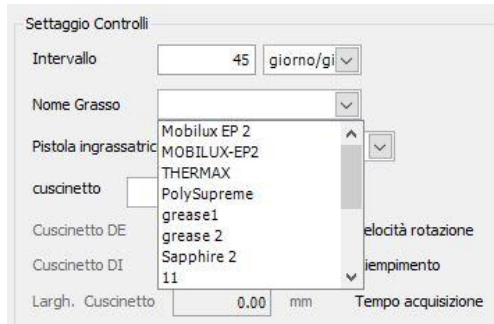 Settaggio Controlli
Intervallo 45 giorno/gi
Nome Grasso
Mobilux EP 2
Pistola ingrassatric MOBILUX-EP2
THERMAX
cuscinetto PolySupreme
grease1
Cuscinetto DE grease 2 elocità rotazione
Cuscinetto DI Sapphire 2 iempimento
11
Largh. Cuscinetto 0.00 mm Tempo acquisizione